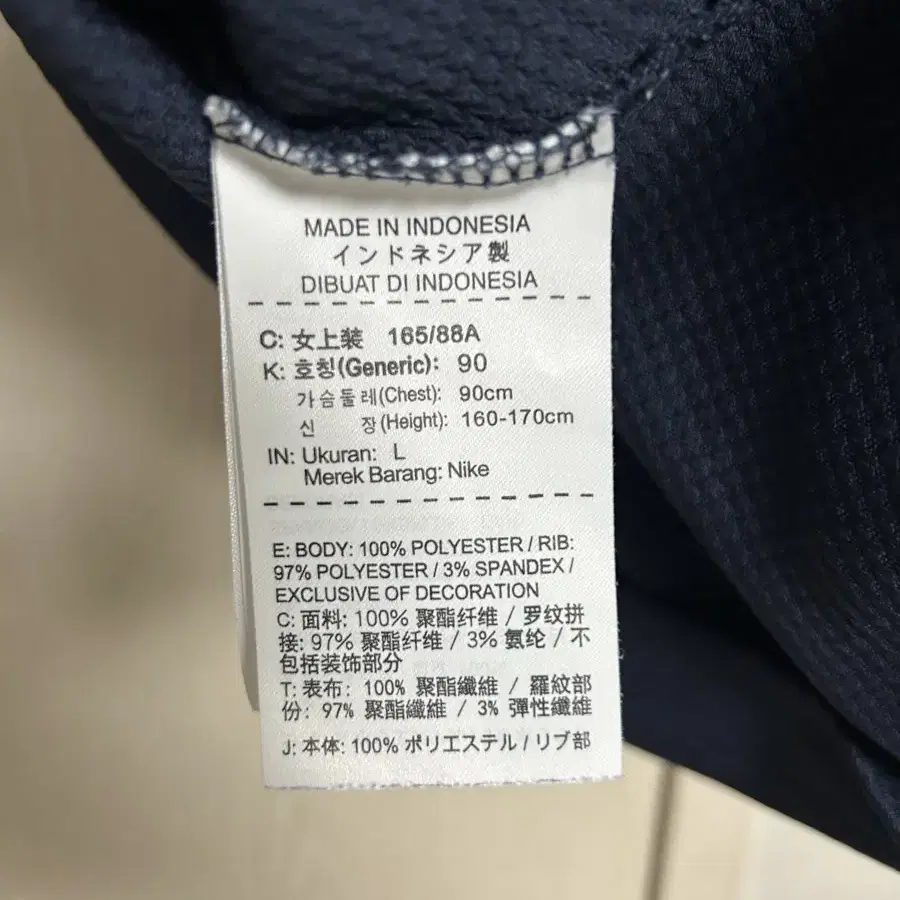 MADE IN INDONESIA
インドネシア製
DIBUAT DI INDONESIA
C: 女上装 165/88A
K: 호칭(Generic): 90
가슴둘레(Chest): 90cm
신 장(Height): 160-170cm
IN: Ukuran: L
Merek Barang: Nike
E: BODY: 100% POLYESTER / RIB:
97% POLYESTER / 3% SPANDEX /
EXCLUSIVE OF DECORATION
C: 面料: 100% 聚酯纤维 / 罗纹拼
接: 97% 聚酯纤维 / 3% 氨纶 / 不
包括装饰部分
T: 表布: 100% 聚酯纖維 / 羅紋部
份: 97% 聚酯纖維 / 3% 彈性纖維
J: 本体: 100% ポリエステル / リブ部